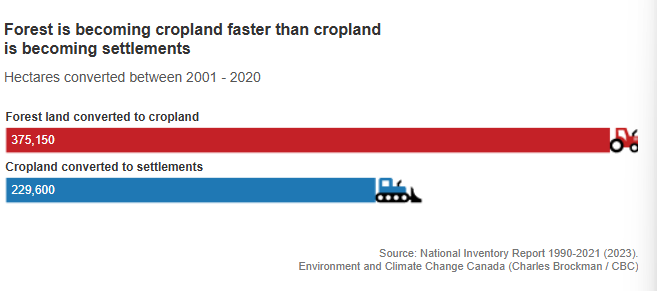 Forest is becoming cropland faster than cropland
is becoming settlements
Hectares converted between 2001 - 2020
Forest land converted to cropland
375,150
Cropland converted to settlements
229,600
Source: National Inventory Report 1990-2021 (2023).
Environment and Climate Change Canada (Charles Brockman / CBC)